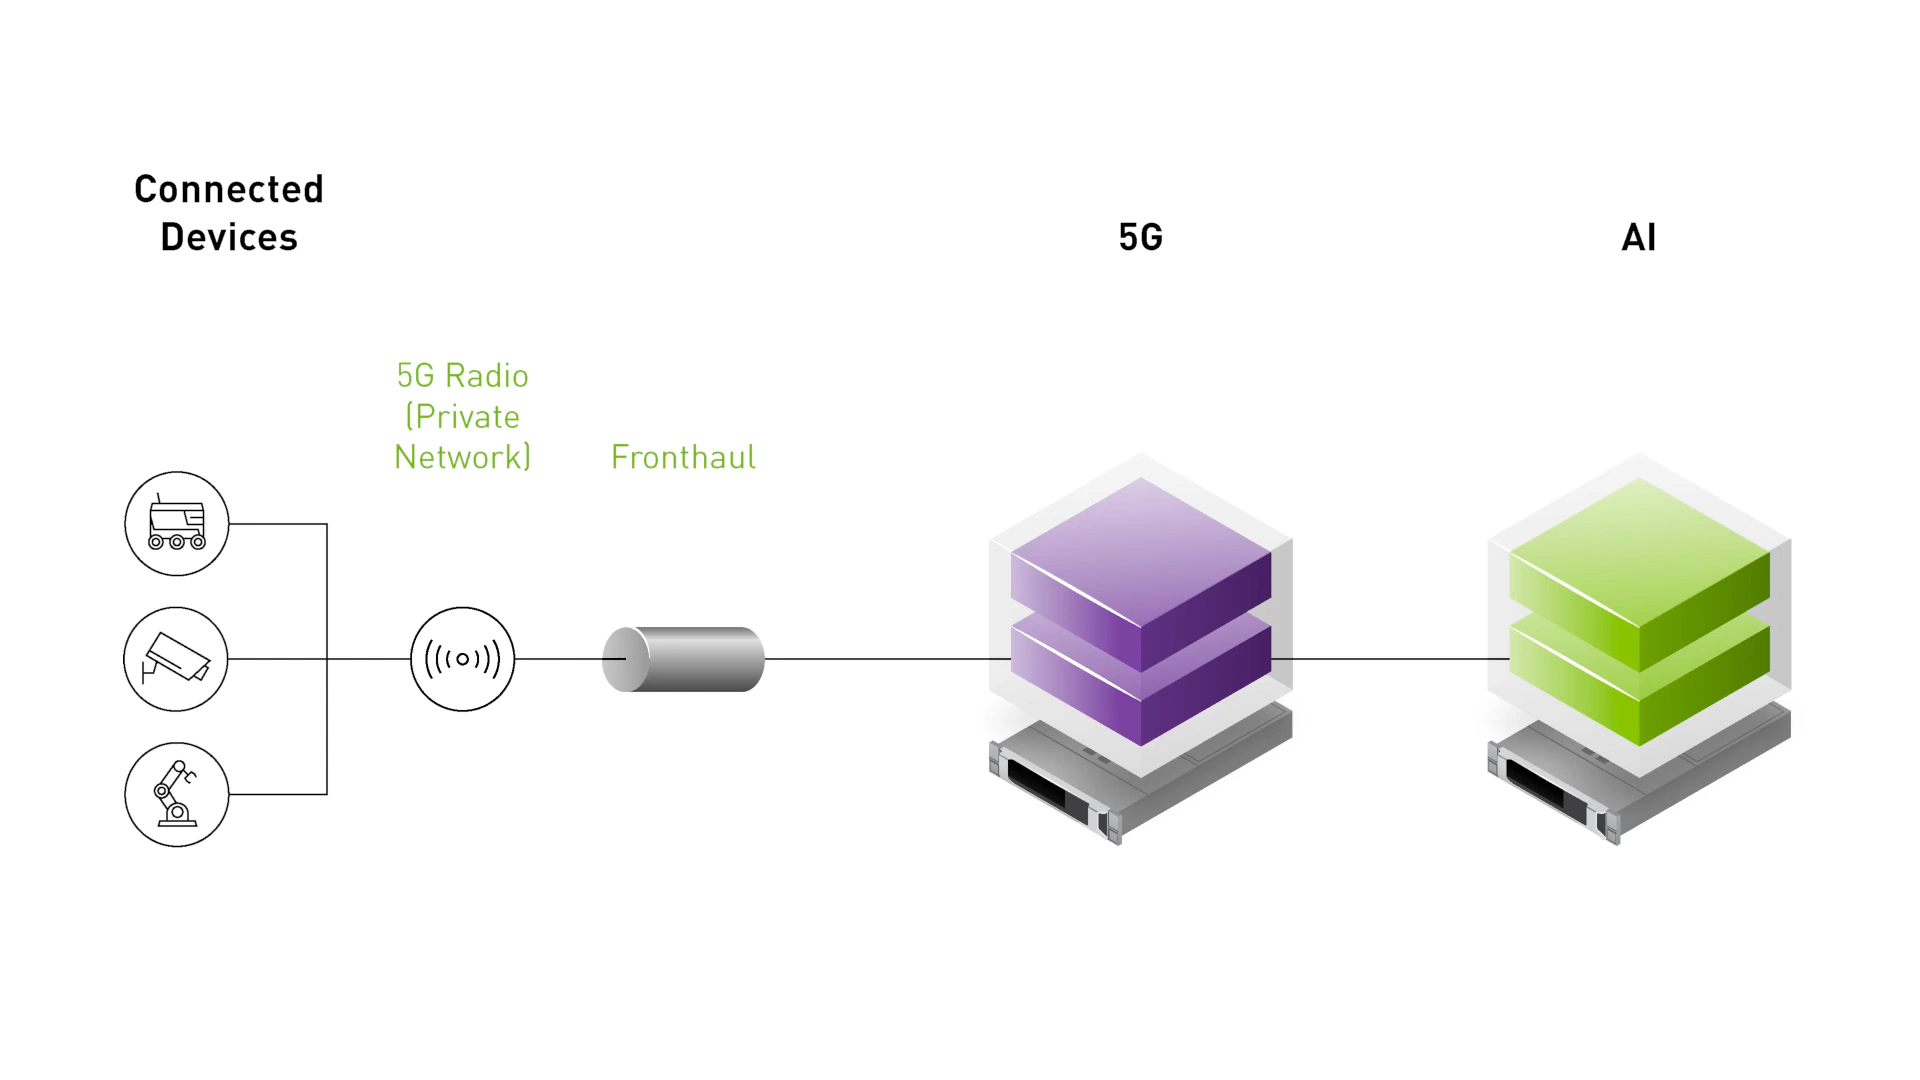 Connected
Devices
5G
AI
5G Radio
(Private
Network)
Fronthaul